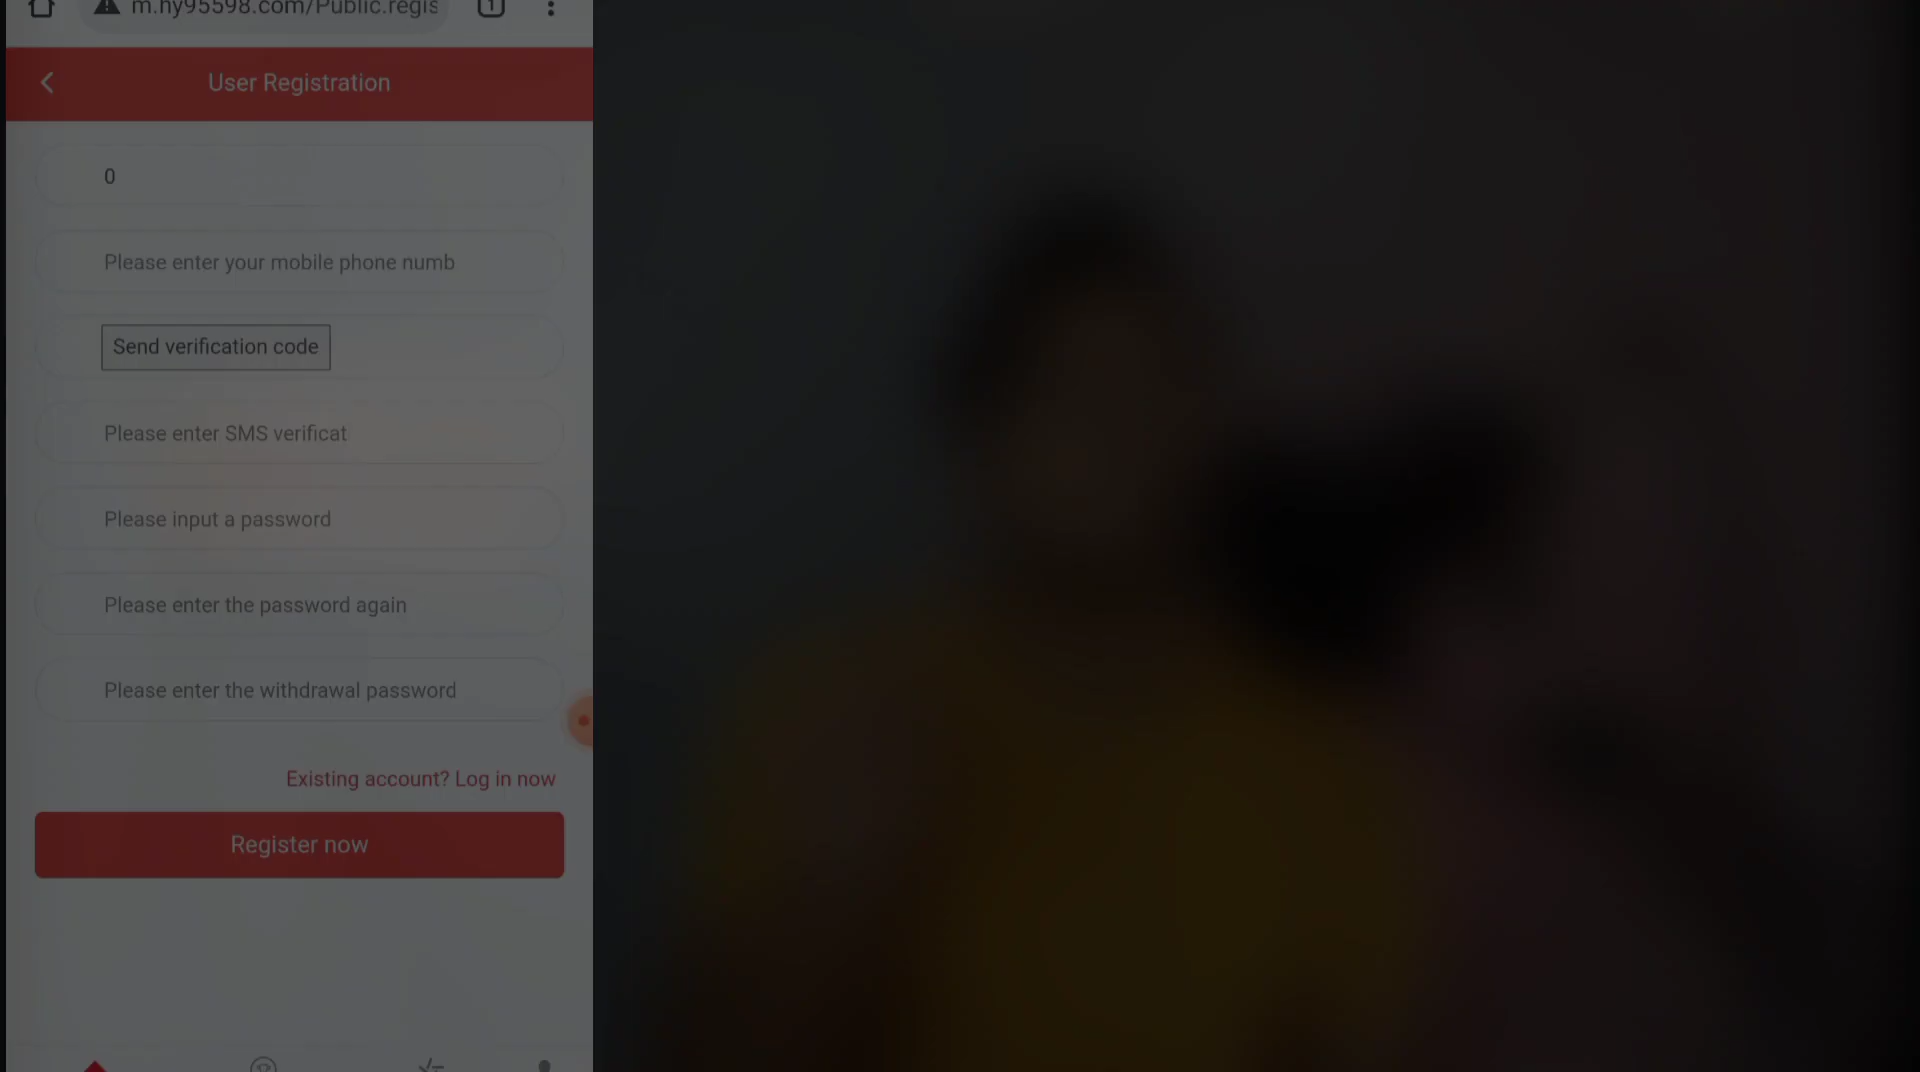 m.hy95598.com/Public.regis
1
User Registration
0
Please enter your mobile phone numb
Send verification code
Please enter SMS verificat
Please input a password
Please enter the password again
Please enter the withdrawal password
Existing account? Log in now
Register now